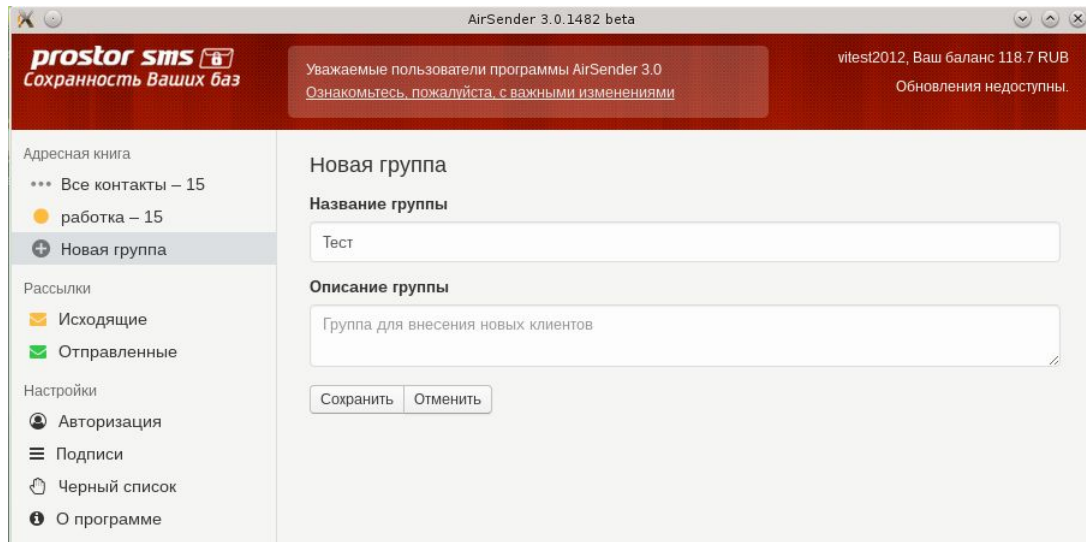 AirSender 3.0.1482 beta
prostor sms
Сохранность Ваших баз
Уважаемые пользователи программы AirSender 3.0
Ознакомьтесь, пожалуйста, с важными изменениями
vitest2012, Ваш баланс 118.7 RUB
Обновления недоступны.
Адресная книга
Все контакты – 15
работка – 15
Новая группа
Рассылки
Исходящие
Отправленные
Настройки
Авторизация
Подписи
Черный список
О программе
Новая группа
Название группы
Тест
Описание группы
Группа для внесения новых клиентов
Сохранить
Отменить